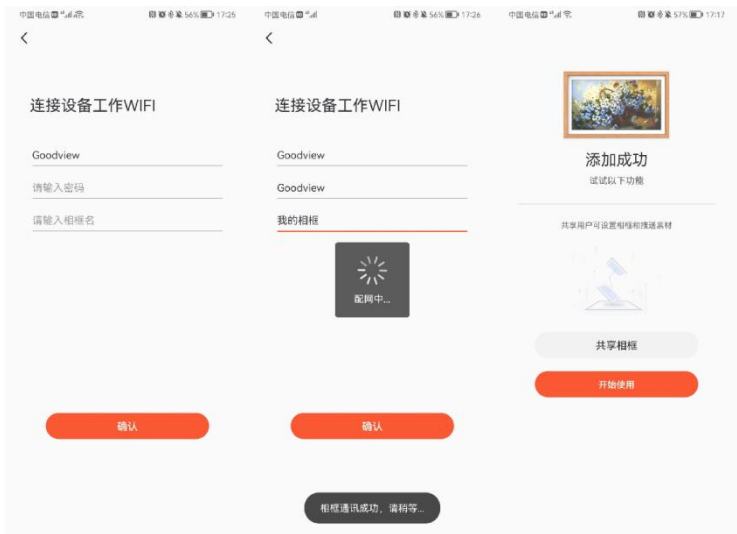 中国电信 56% 17:25
连接设备工作WIFI
Goodview
请输入密码
请输入相框名
确认
中国电信 56% 17:26
连接设备工作WIFI
Goodview
Goodview
我的相框
配网中...
确认
相框通讯成功，请稍等...
中国电信 57% 17:17
添加成功
试试以下功能
共享用户可设置相框和推送素材
共享相框
开始使用